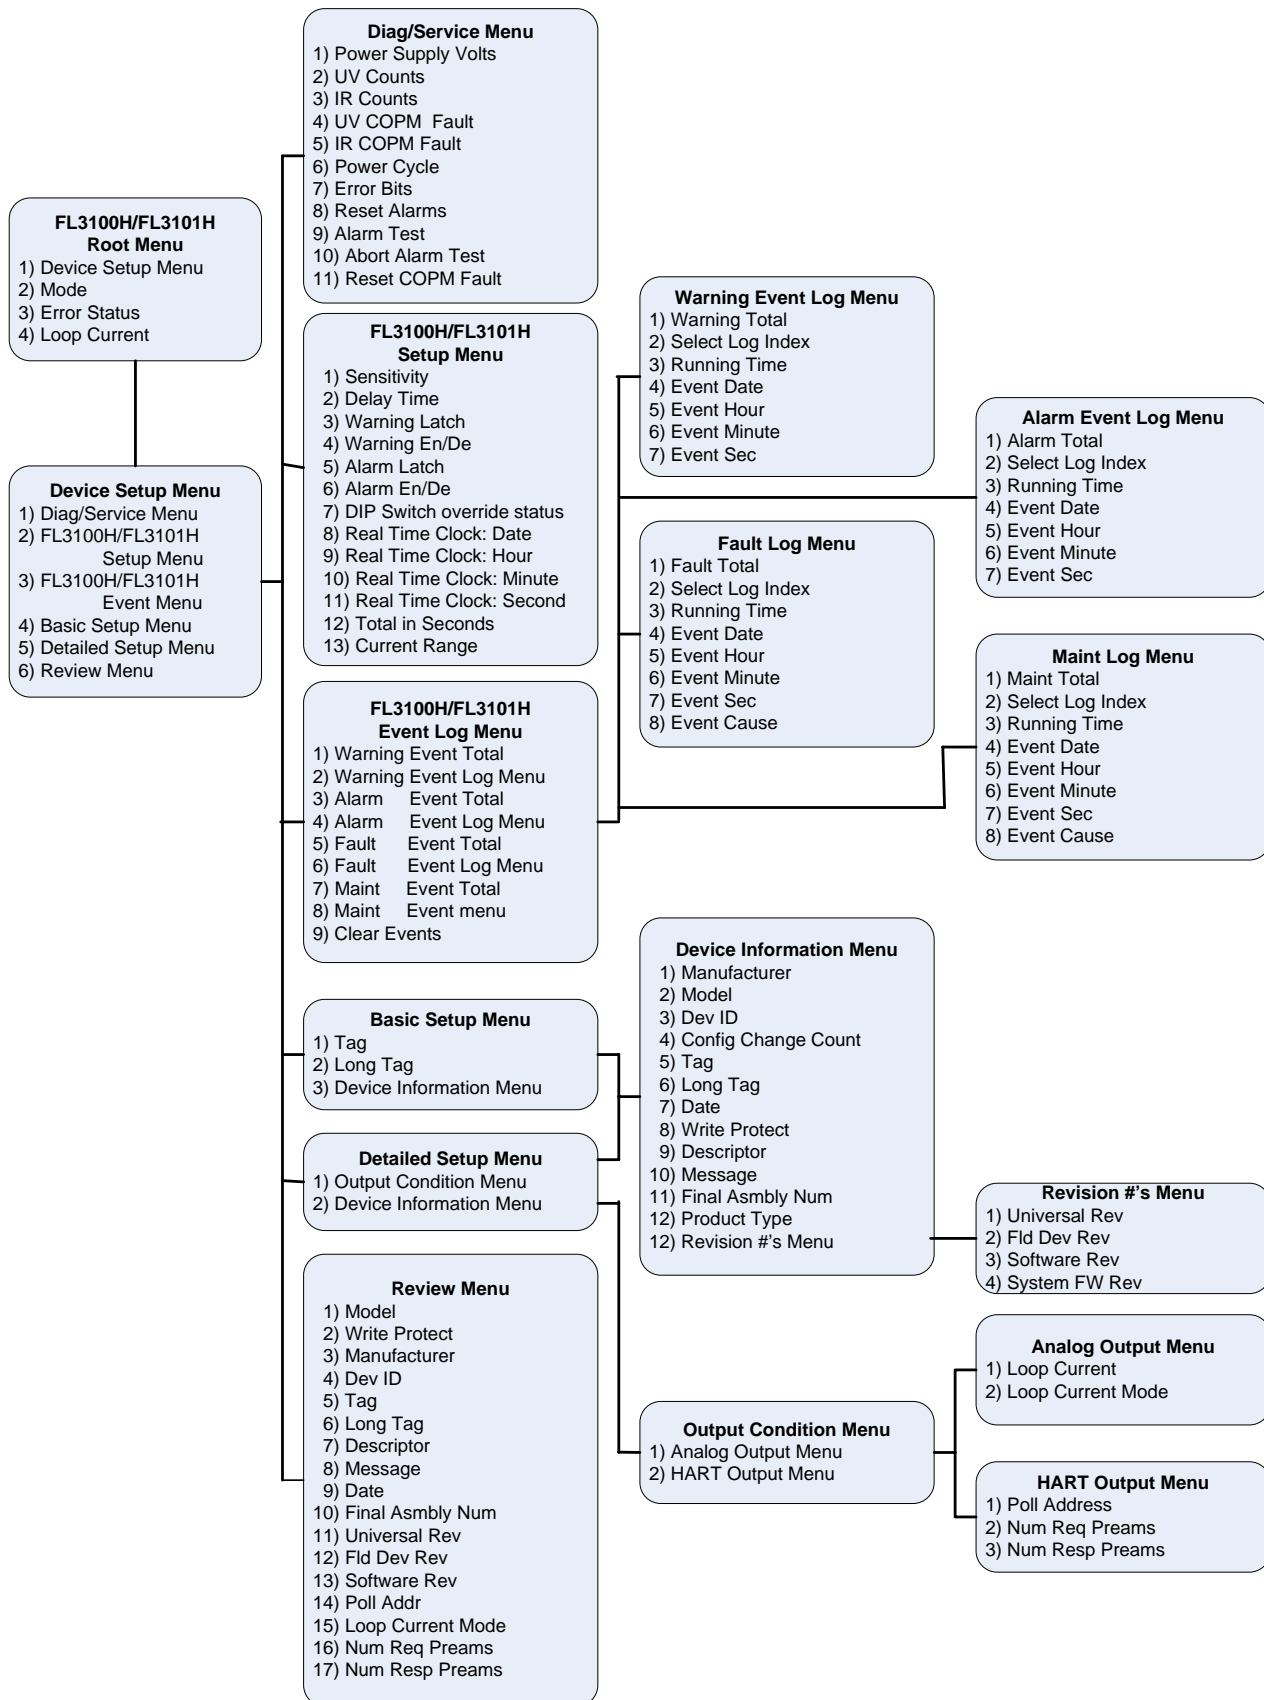 FL3100H/FL3101H
Root Menu
1) Device Setup Menu
2) Mode
3) Error Status
4) Loop Current
Device Setup Menu
1) Diag/Service Menu
2) FL3100H/FL3101H
Setup Menu
3) FL3100H/FL3101H
Event Menu
4) Basic Setup Menu
5) Detailed Setup Menu
6) Review Menu
Diag/Service Menu
1) Power Supply Volts
2) UV Counts
3) IR Counts
4) UV COPM  Fault
5) IR COPM Fault
6) Power Cycle
7) Error Bits
8) Reset Alarms
9) Alarm Test
10) Abort Alarm Test
11) Reset COPM Fault
FL3100H/FL3101H
Setup Menu
1) Sensitivity
2) Delay Time
3) Warning Latch
4) Warning En/De
5) Alarm Latch
6) Alarm En/De
7) DIP Switch override status
8) Real Time Clock: Date
9) Real Time Clock: Hour
10) Real Time Clock: Minute
11) Real Time Clock: Second
12) Total in Seconds
13) Current Range
FL3100H/FL3101H
Event Log Menu
1) Warning Event Total
2) Warning Event Log Menu
3) Alarm     Event Total
4) Alarm     Event Log Menu
5) Fault     Event Total
6) Fault     Event Log Menu
7) Maint     Event Total
8) Maint     Event menu
9) Clear Events
Basic Setup Menu
1) Tag
2) Long Tag
3) Device Information Menu
Detailed Setup Menu
1) Output Condition Menu
2) Device Information Menu
Review Menu
1) Model
2) Write Protect
3) Manufacturer
4) Dev ID
5) Tag
6) Long Tag
7) Descriptor
8) Message
9) Date
10) Final Asmbly Num
11) Universal Rev
12) Fld Dev Rev
13) Software Rev
14) Poll Addr
15) Loop Current Mode
16) Num Req Preams
17) Num Resp Preams
Warning Event Log Menu
1) Warning Total
2) Select Log Index
3) Running Time
4) Event Date
5) Event Hour
6) Event Minute
7) Event Sec
Fault Log Menu
1) Fault Total
2) Select Log Index
3) Running Time
4) Event Date
5) Event Hour
6) Event Minute
7) Event Sec
8) Event Cause
Alarm Event Log Menu
1) Alarm Total
2) Select Log Index
3) Running Time
4) Event Date
5) Event Hour
6) Event Minute
7) Event Sec
Maint Log Menu
1) Maint Total
2) Select Log Index
3) Running Time
4) Event Date
5) Event Hour
6) Event Minute
7) Event Sec
8) Event Cause
Device Information Menu
1) Manufacturer
2) Model
3) Dev ID
4) Config Change Count
5) Tag
6) Long Tag
7) Date
8) Write Protect
9) Descriptor
10) Message
11) Final Asmbly Num
12) Product Type
12) Revision #'s Menu
Revision #'s Menu
1) Universal Rev
2) Fld Dev Rev
3) Software Rev
4) System FW Rev
Output Condition Menu
1) Analog Output Menu
2) HART Output Menu
Analog Output Menu
1) Loop Current
2) Loop Current Mode
HART Output Menu
1) Poll Address
2) Num Req Preams
3) Num Resp Preams